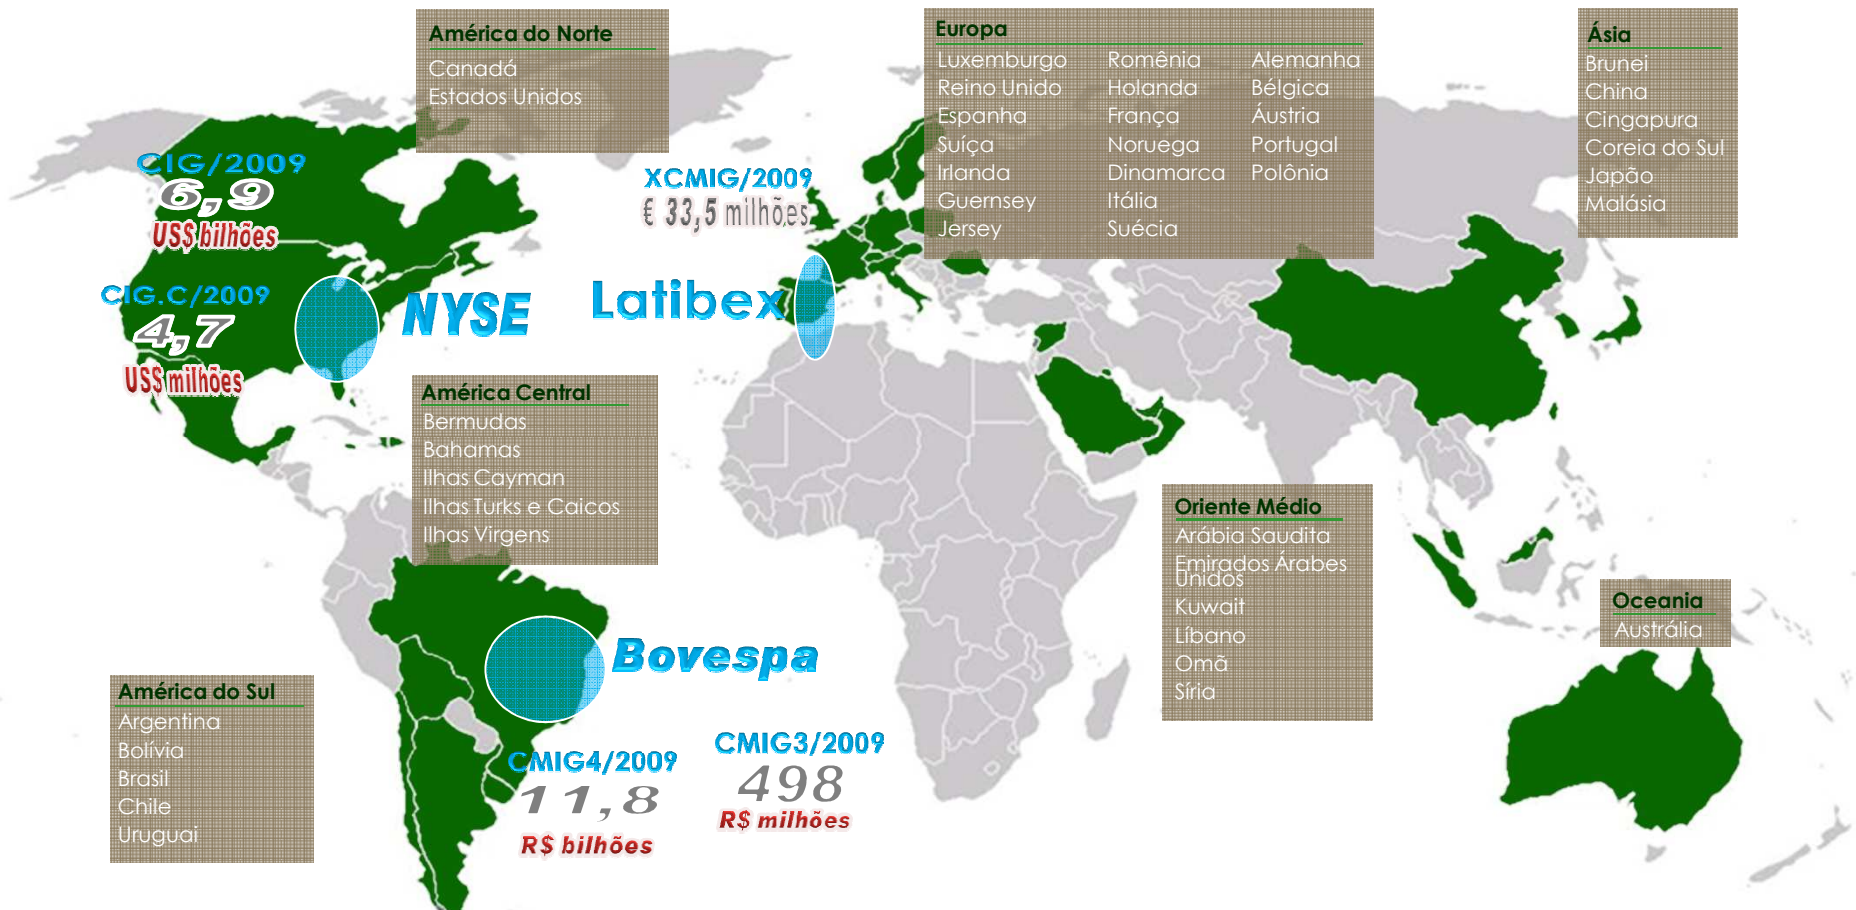 América do Norte
Canadá
Estados Unidos
Europa
Luxemburgo
Reino Unido
Espanha
Suíça
Irlanda
Guernsey
Jersey
Romênia
Holanda
França
Noruega
Dinamarca
Itália
Suécia
Alemanha
Bélgica
Áustria
Portugal
Polônia
Ásia
Brunei
China
Cingapura
Coreia do Sul
Japão
Malásia
CIG/2009
6,9
US$ bilhões
CIG.C/2009
4,7
US$ milhões
NYSE
XCMIG/2009
€ 33,5 milhões
Latibex
América Central
Bermudas
Bahamas
Ilhas Cayman
Ilhas Turks e Caicos
Ilhas Virgens
Oriente Médio
Arábia Saudita
Emirados Árabes
Unidos
Kuwait
Líbano
Omã
Síria
Oceania
Austrália
Bovespa
América do Sul
Argentina
Bolívia
Brasil
Chile
Uruguai
CMIG4/2009
11,8
R$ bilhões
CMIG3/2009
498
R$ milhões